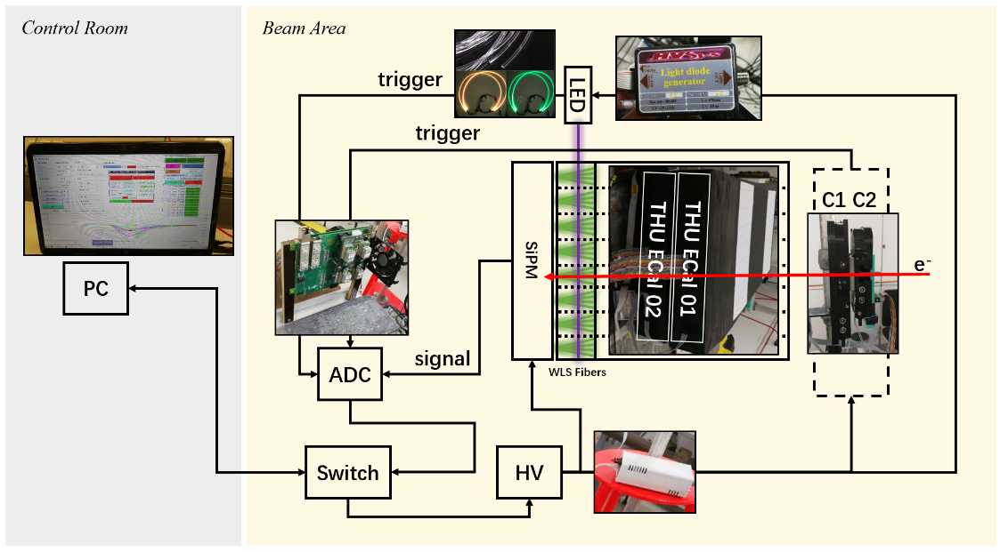 Control Room
Beam Area
trigger
LED
HVSys
Light diode
generator
trigger
C1 C2
SiPM
THU ECal 01
THU ECal 02
e-
PC
ADC
signal
WLS Fibers
Switch
HV